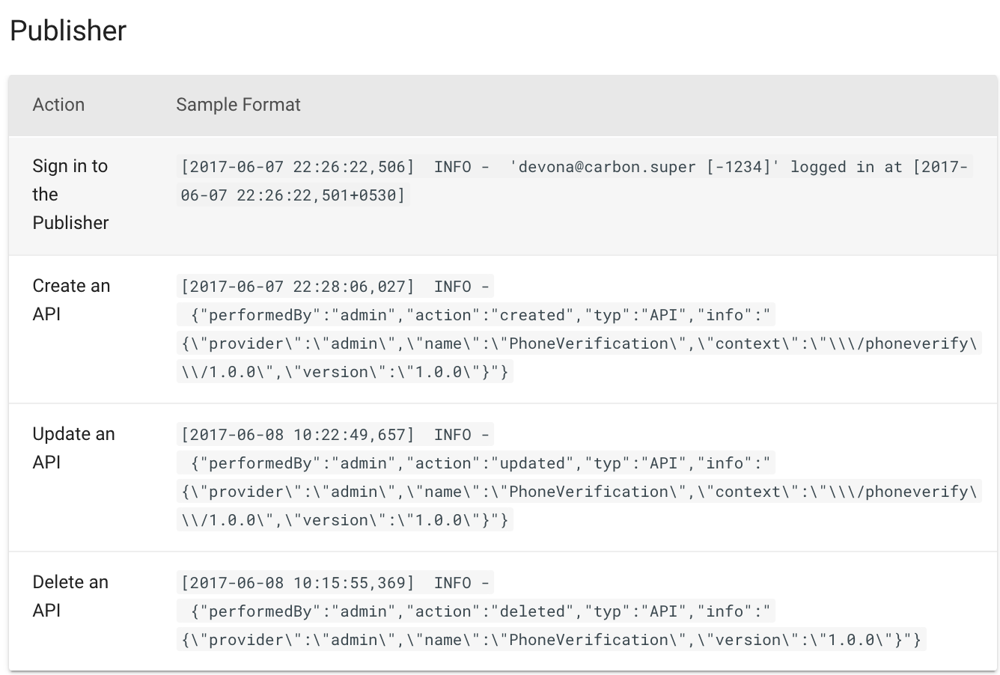 Publisher
Action Sample Format
Sign in to
the
Publisher
[2017-06-07 22:26:22,506]  INFO -  'devona@carbon.super [-1234]' logged in at [2017-
06-07 22:26:22,501+0530]
Create an
API
[2017-06-07 22:28:06,027]  INFO -
{"performedBy":"admin","action":"created","typ":"API","info":"
{\"provider\":\"admin\",\"name\":\"PhoneVerification\",\"context\":\"\\\/phoneverify\
\\/1.0.0\",\"version\":\"1.0.0\"}"}
Update an
API
[2017-06-08 10:22:49,657]  INFO -
{"performedBy":"admin","action":"updated","typ":"API","info":"
{\"provider\":\"admin\",\"name\":\"PhoneVerification\",\"context\":\"\\\/phoneverify\
\\/1.0.0\",\"version\":\"1.0.0\"}"}
Delete an
API
[2017-06-08 10:15:55,369]  INFO -
{"performedBy":"admin","action":"deleted","typ":"API","info":"
{\"provider\":\"admin\",\"name\":\"PhoneVerification\",\"version\":\"1.0.0\"}"}